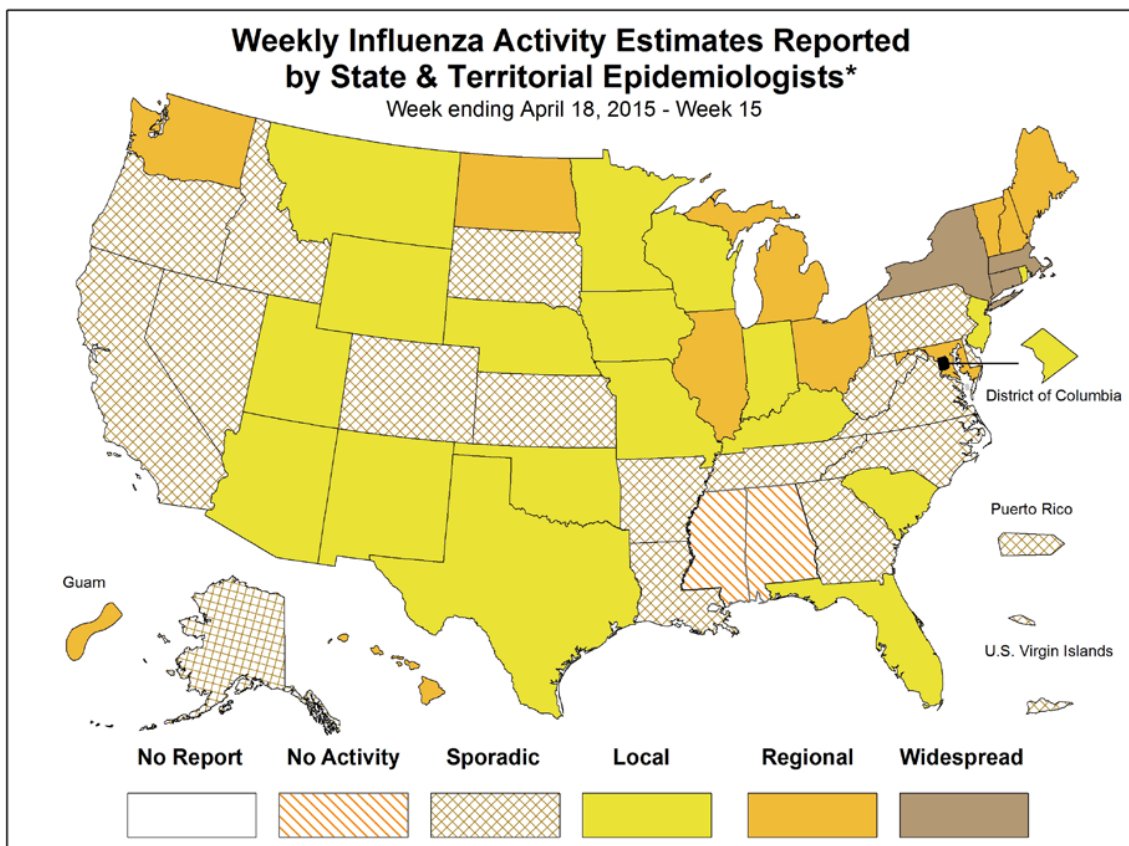 Weekly Influenza Activity Estimates Reported
by State & Territorial Epidemiologists*
Week ending April 18, 2015 - Week 15
District of Columbia
Puerto Rico
Guam
U.S. Virgin Islands
No Report No Activity Sporadic Local Regional Widespread